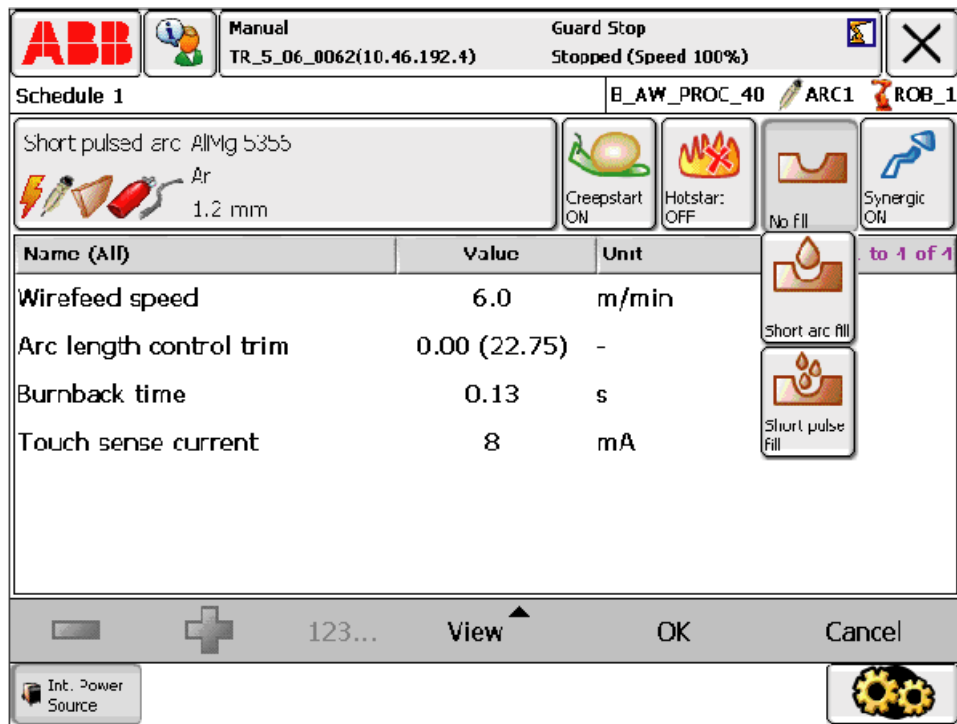 ABB
Manual
Guard Stop
TR_5_06_0062(10.46.192.4)
Stopped (Speed 100%)
Schedule 1
B_AW_PROC_40
ARC1
ROB_1
Short pulsed arc AlMg 5356
Ar
1.2 mm
Creepstart
ON
Hotstart
OFF
No fill
Synergic
ON
Name (All)
Value
Unit
to 4 of 4
Wirefeed speed
6.0
m/min
Arc length control trim
0.00 (22.75)
-
Burnback time
0.13
s
Touch sense current
8
mA
Short arc fill
Short pulse
fill
123...
View
OK
Cancel
Int. Power
Source